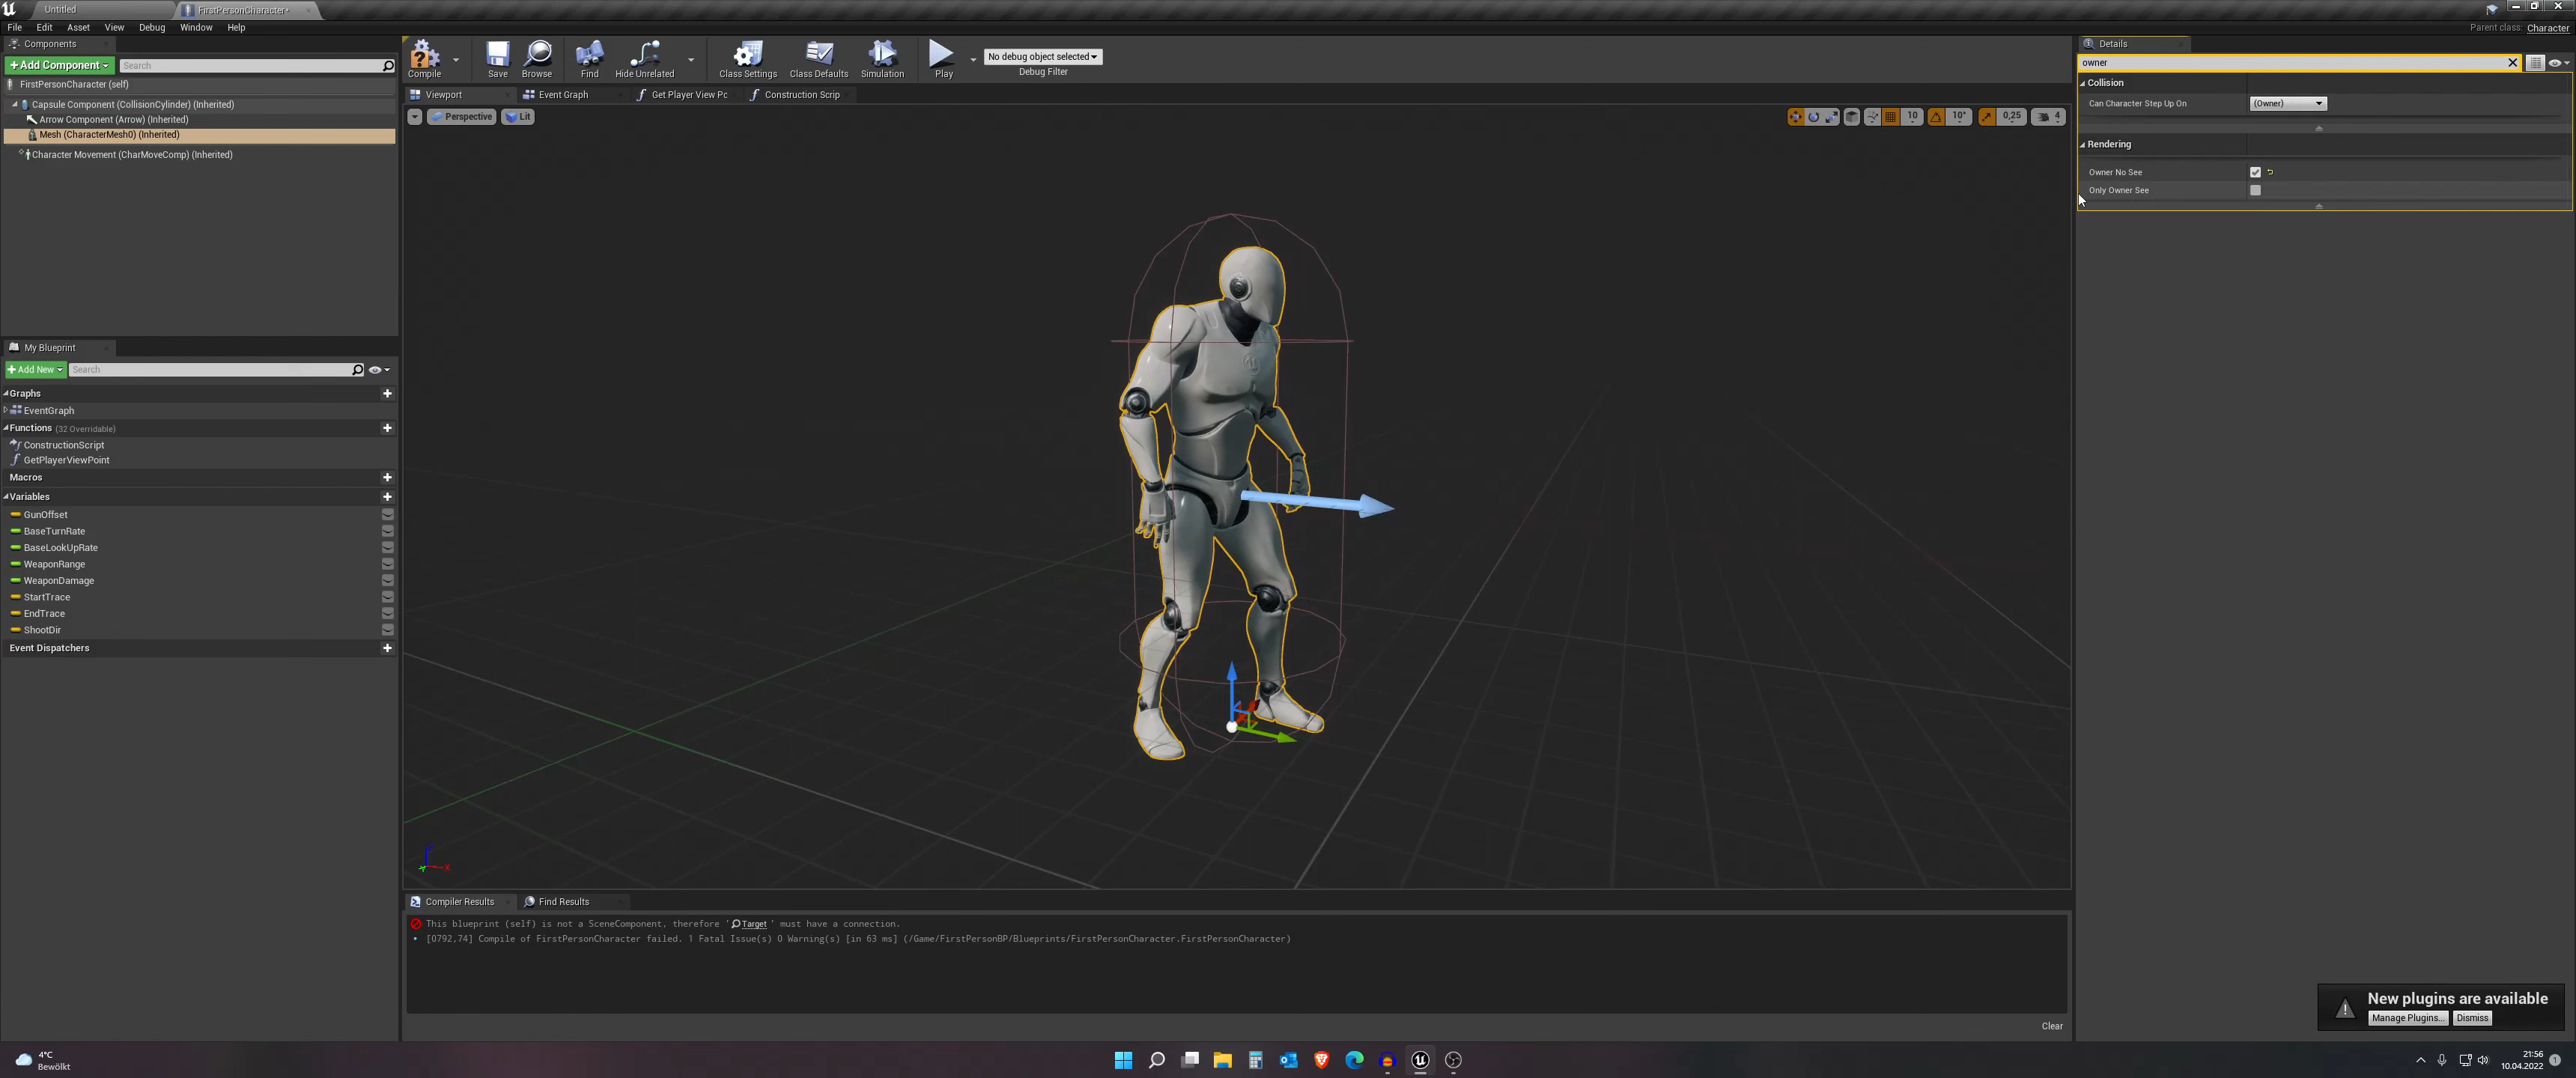 Untitled
FirstPersonCharacter*
File Edit Asset View Debug Window Help
Parent class: Character
Components
+Add Component
Search
FirstPersonCharacter (self)
Capsule Component (CollisionCylinder) (Inherited)
Arrow Component (Arrow) (Inherited)
Mesh (CharacterMesh0) (Inherited)
Character Movement (CharMoveComp) (Inherited)
My Blueprint
+Add New
Search
Graphs
EventGraph
Functions (32 Overridable)
ConstructionScript
GetPlayerViewPoint
Macros
Variables
GunOffset
BaseTurnRate
BaseLookUpRate
WeaponRange
WeaponDamage
StartTrace
EndTrace
ShootDir
Event Dispatchers
Compile
Save
Browse
Find
Hide Unrelated
Class Settings
Class Defaults
Simulation
Play
No debug object selected
Debug Filter
Viewport
Event Graph
Get Player View Pc
Construction Scrip
Perspective
Lit
10
10°
0,25
4
X
Compiler Results
Find Results
This blueprint (self) is not a SceneComponent, therefore ' Target ' must have a connection.
[0792,74] Compile of FirstPersonCharacter failed. 1 Fatal Issue(s) 0 Warning(s) [in 63 ms] (/Game/FirstPersonBP/Blueprints/FirstPersonCharacter.FirstPersonCharacter)
Clear
Details
owner
Collision
Can Character Step Up On
(Owner)
Rendering
Owner No See
Only Owner See
New plugins are available
Manage Plugins...
Dismiss
4°C
Bewölkt
21:56
10.04.2022
1